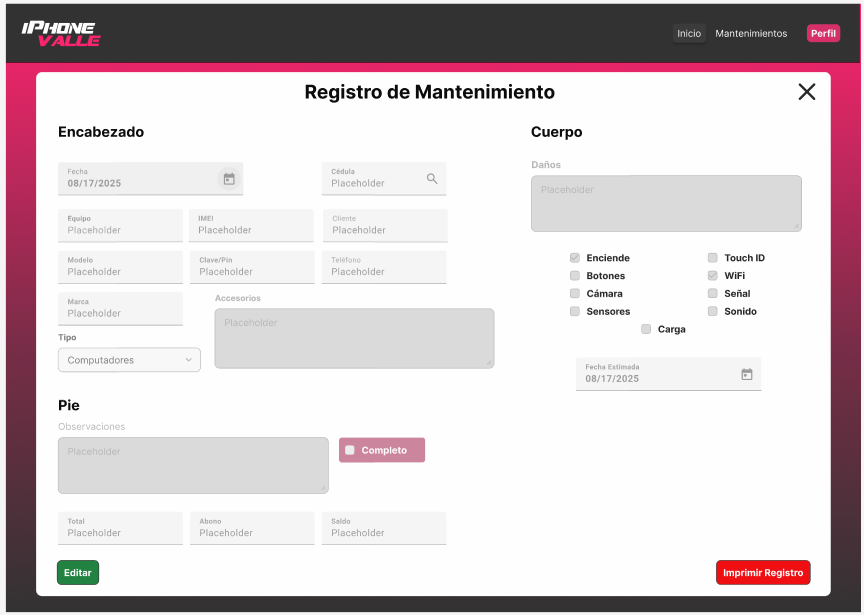 IPHONE
VALLE
Inicio Mantenimientos Perfil
Registro de Mantenimiento
Encabezado
Fecha
08/17/2025
Cédula
Placeholder
Equipo
Placeholder
IMEI
Placeholder
Cliente
Placeholder
Modelo
Placeholder
Clave/Pin
Placeholder
Teléfono
Placeholder
Marca
Placeholder
Accesorios
Placeholder
Tipo
Computadores
Cuerpo
Daños
Placeholder
Enciende Touch ID
Botones WiFi
Cámara Señal
Sensores Sonido
Carga
Fecha Estimada
08/17/2025
Pie
Observaciones
Placeholder
Completo
Total
Placeholder
Abono
Placeholder
Saldo
Placeholder
Editar
Imprimir Registro